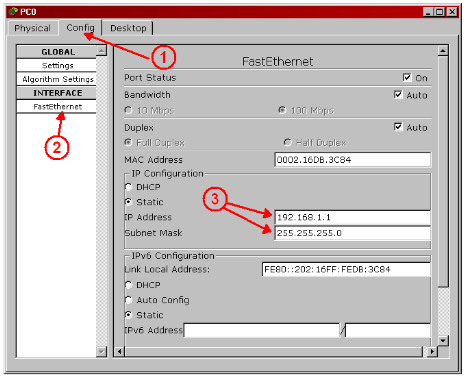 PC0
Physical Config Desktop
GLOBAL
Settings
Algorithm Settings
INTERFACE
FastEthernet
1
2
FastEthernet
Port Status On
Bandwidth Auto
10 Mbps 100 Mbps
Duplex Auto
Full Duplex Half Duplex
MAC Address 0002.16DB.3C84
IP Configuration
DHCP
Static
3
IP Address 192.168.1.1
Subnet Mask 255.255.255.0
IPv6 Configuration
Link Local Address: FE80::202:16FF:FEDB:3C84
DHCP
Auto Config
Static
IPv6 Address /